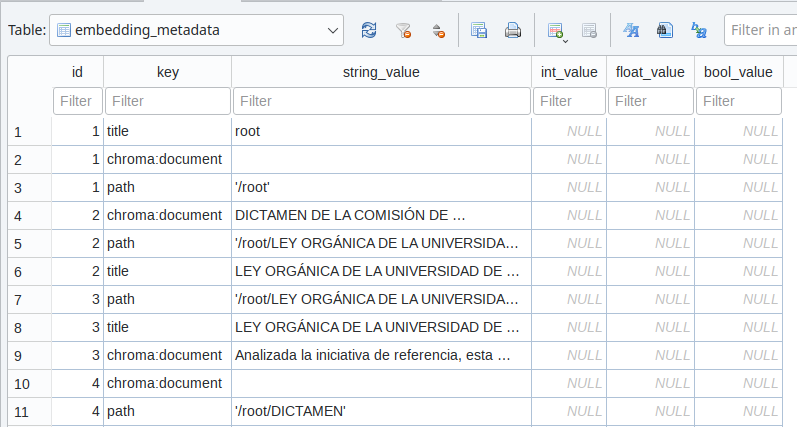 Table: embedding_metadata Filter in an
id key string_value int_value float_value bool_value
Filter Filter Filter Filter Filter Filter
1 1 title root NULL NULL NULL
2 1 chroma:document NULL NULL NULL
3 1 path '/root' NULL NULL NULL
4 2 chroma:document DICTAMEN DE LA COMISIÓN DE … NULL NULL NULL
5 2 path '/root/LEY ORGÁNICA DE LA UNIVERSIDA… NULL NULL NULL
6 2 title LEY ORGÁNICA DE LA UNIVERSIDAD DE … NULL NULL NULL
7 3 path '/root/LEY ORGÁNICA DE LA UNIVERSIDA… NULL NULL NULL
8 3 title LEY ORGÁNICA DE LA UNIVERSIDAD DE … NULL NULL NULL
9 3 chroma:document Analizada la iniciativa de referencia, esta … NULL NULL NULL
10 4 chroma:document NULL NULL NULL
11 4 path '/root/DICTAMEN' NULL NULL NULL